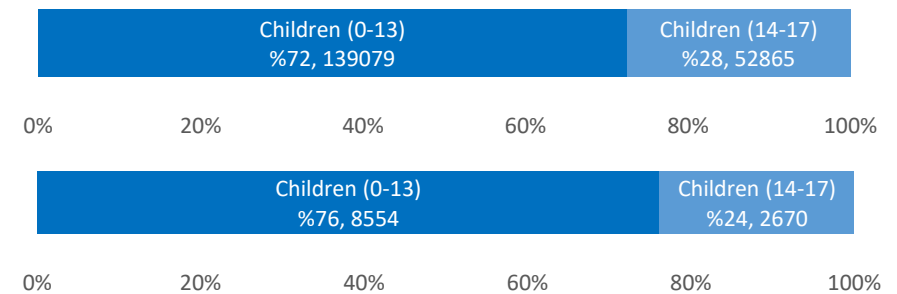 Children (0-13) Children (14-17)
%72, 139079 %28, 52865
0% 20% 40% 60% 80% 100%
Children (0-13) Children (14-17)
%76, 8554 %24, 2670
0% 20% 40% 60% 80% 100%